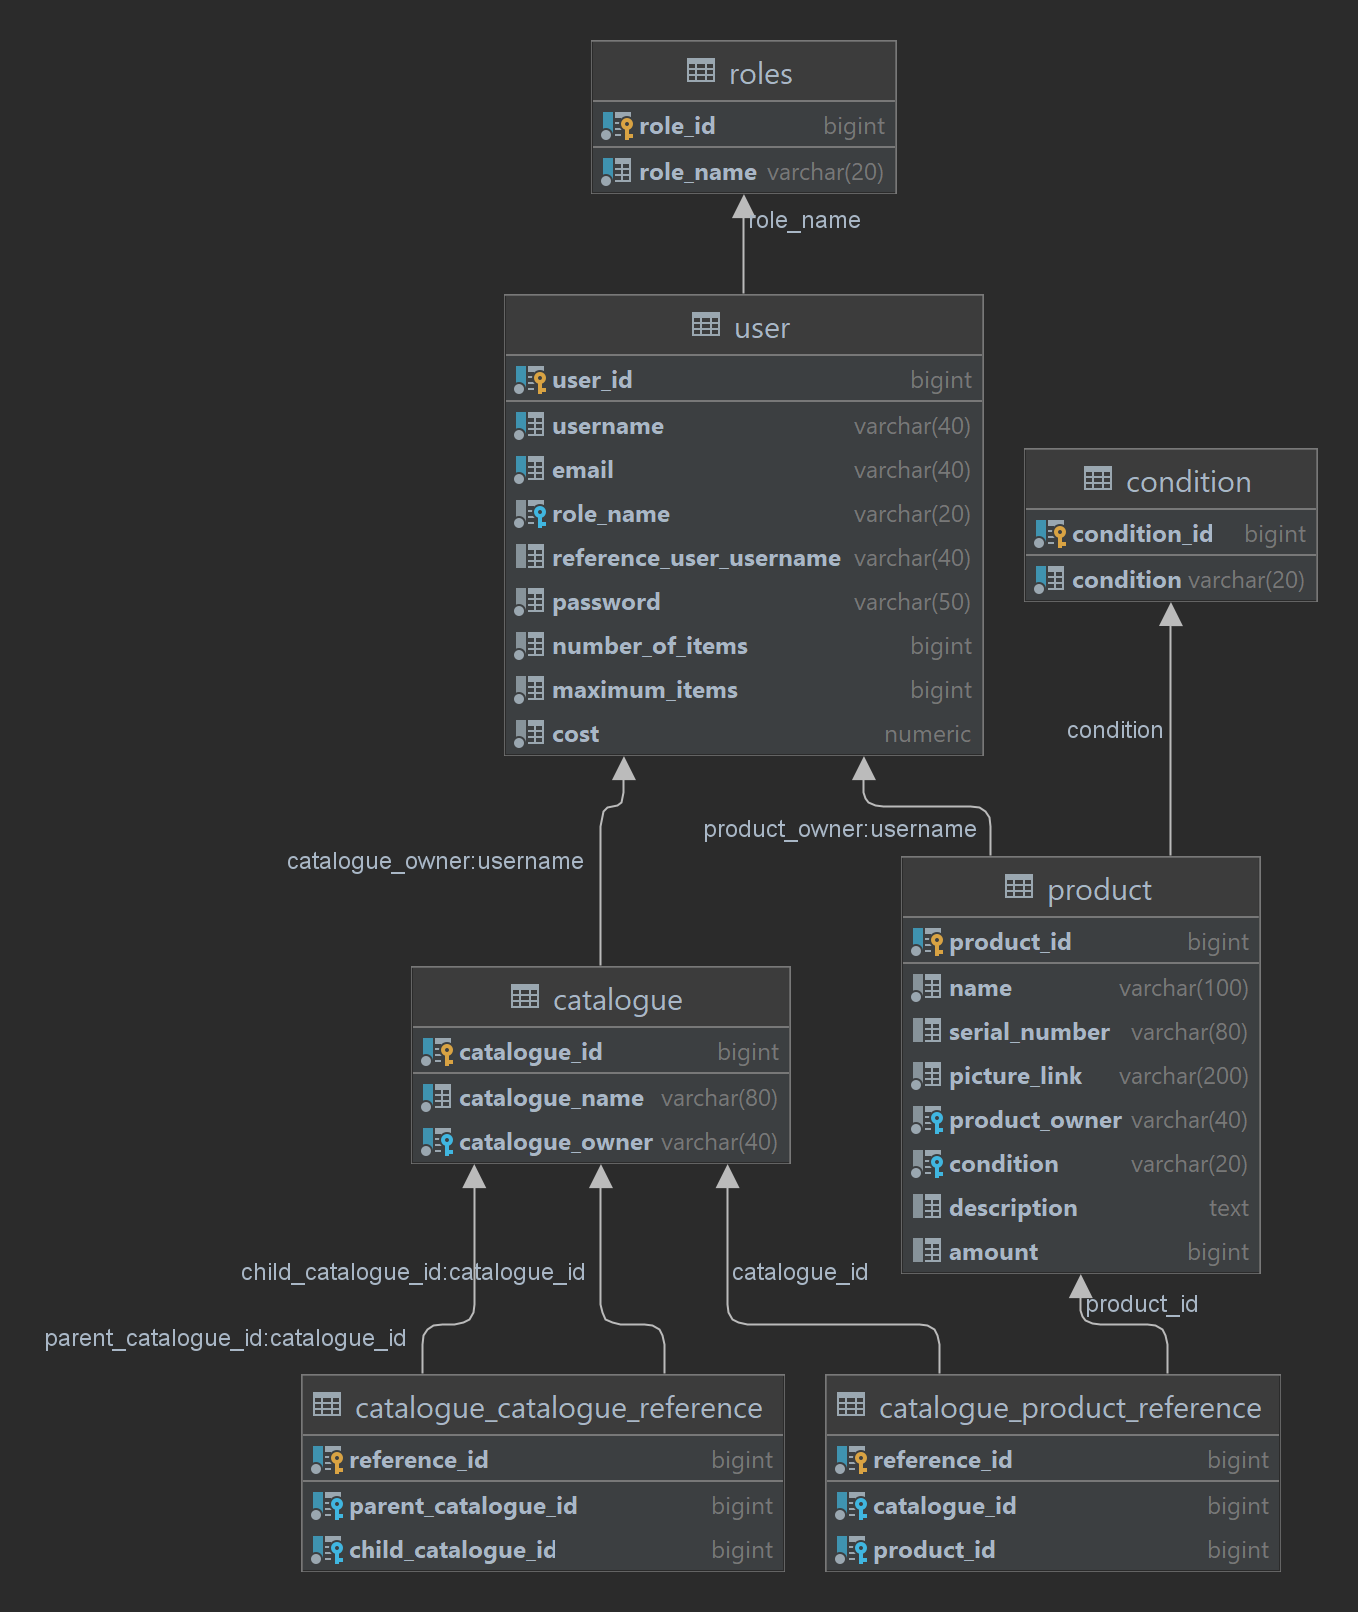 roles
role_id bigint
role_name varchar(20)
role_name
user
user_id bigint
username varchar(40)
email varchar(40)
role_name varchar(20)
reference_user_username varchar(40)
password varchar(50)
number_of_items bigint
maximum_items bigint
cost numeric
condition
condition_id bigint
condition varchar(20)
condition
product_owner:username
catalogue_owner:username
product
product_id bigint
name varchar(100)
serial_number varchar(80)
picture_link varchar(200)
product_owner varchar(40)
condition varchar(20)
description text
amount bigint
catalogue
catalogue_id bigint
catalogue_name varchar(80)
catalogue_owner varchar(40)
child_catalogue_id:catalogue_id
catalogue_id
product_id
parent_catalogue_id:catalogue_id
catalogue_catalogue_reference
reference_id bigint
parent_catalogue_id bigint
child_catalogue_id bigint
catalogue_product_reference
reference_id bigint
catalogue_id bigint
product_id bigint